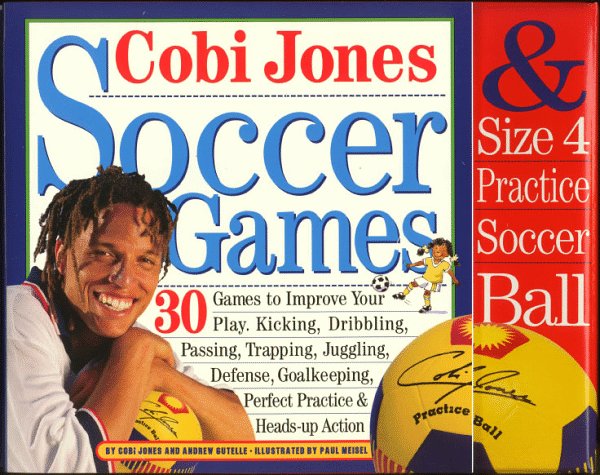 Cobi Jones
Soccer
Games
30 Games to Improve Your
Play. Kicking, Dribbling,
Passing, Trapping, Juggling,
Defense, Goalkeeping,
Perfect Practice &
Heads-up Action
BY COBI JONES AND ANDREW GUTELLE • ILLUSTRATED BY PAUL MEISEL
&
Size 4
Practice
Soccer
Ball
Cobi Jones
Practice Ball